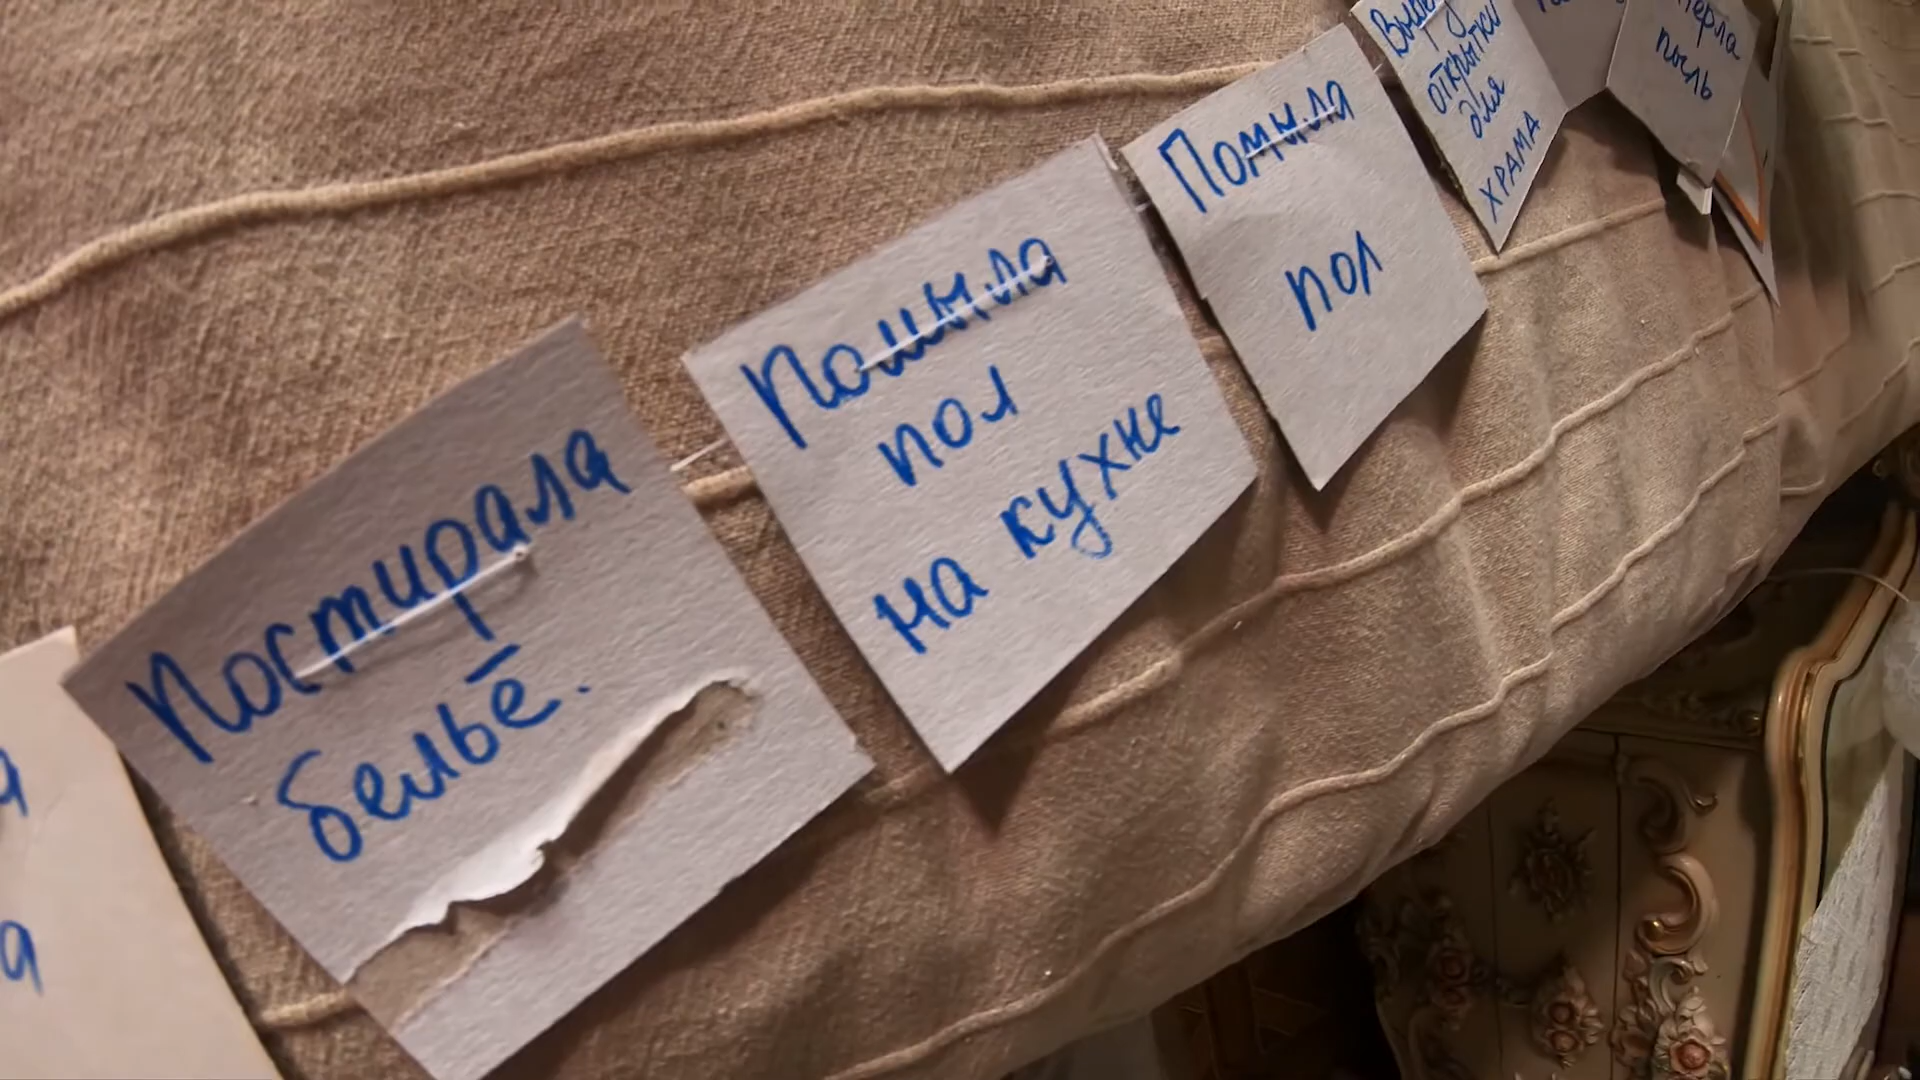 Постирала
бельё.
Помыла
пол
на кухне
Помыла
пол
открытки
для
ХРАМА
пыль